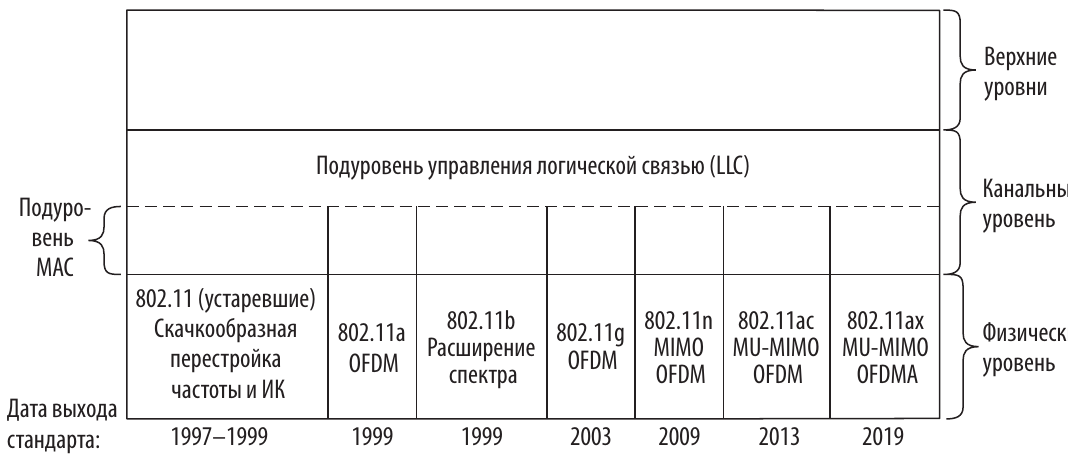 Верхние
уровни
Подуровень управления логической связью (LLC)
Канальны
уровень
Подуро-
вень
MAC
802.11 (устаревшие)
Скачкообразная
перестройка
частоты и ИК
802.11a
OFDM
802.11b
Расширение
спектра
802.11g
OFDM
802.11n
MIMO
OFDM
802.11ac
MU-MIMO
OFDM
802.11ax
MU-MIMO
OFDMA
Физическ
уровень
Дата выхода
стандарта:
1997–1999
1999
1999
2003
2009
2013
2019